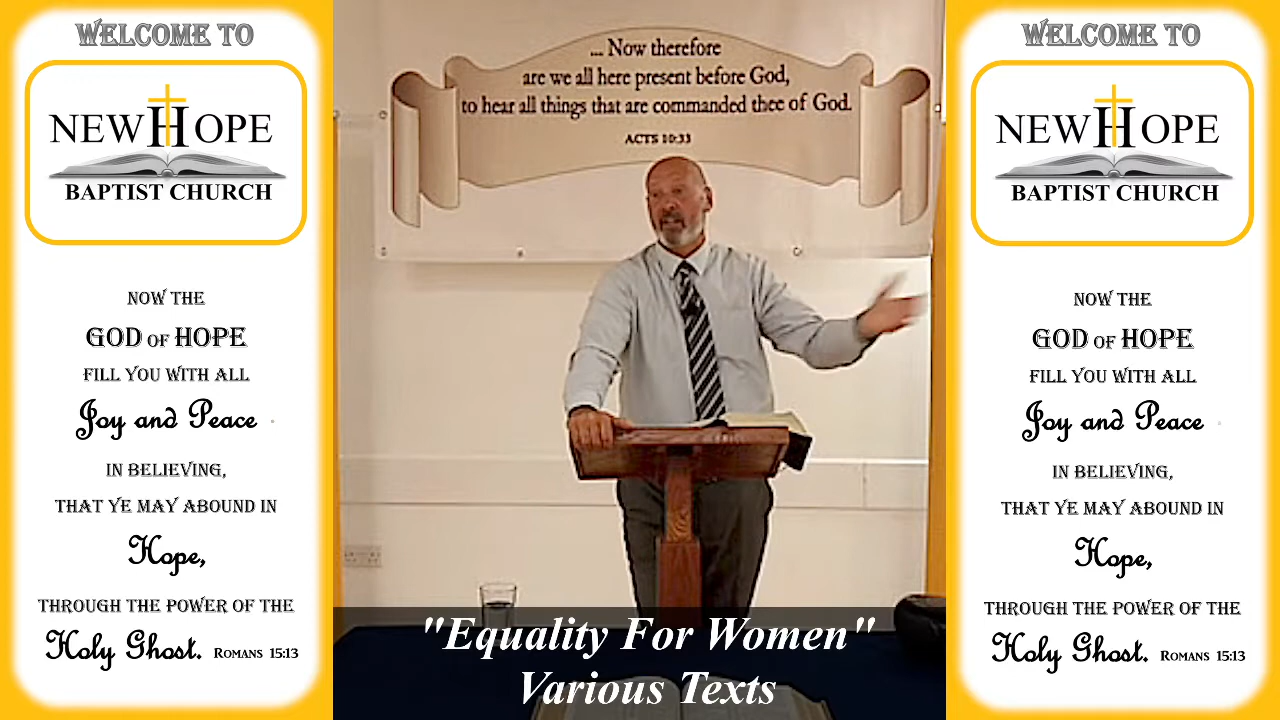 WELCOME TO
NEW HOPE
BAPTIST CHURCH
NOW THE
GOD OF HOPE
FILL YOU WITH ALL
Joy and Peace
IN BELIEVING,
THAT YE MAY ABOUND IN
Hope,
THROUGH THE POWER OF THE
Holy Ghost. ROMANS 15:13
... Now therefore
are we all here present before God,
to hear all things that are commanded thee of God.
ACTS 10:33
"Equality For Women"
Various Texts
WELCOME TO
NEW HOPE
BAPTIST CHURCH
NOW THE
GOD OF HOPE
FILL YOU WITH ALL
Joy and Peace
IN BELIEVING,
THAT YE MAY ABOUND IN
Hope,
THROUGH THE POWER OF THE
Holy Ghost. ROMANS 15:13